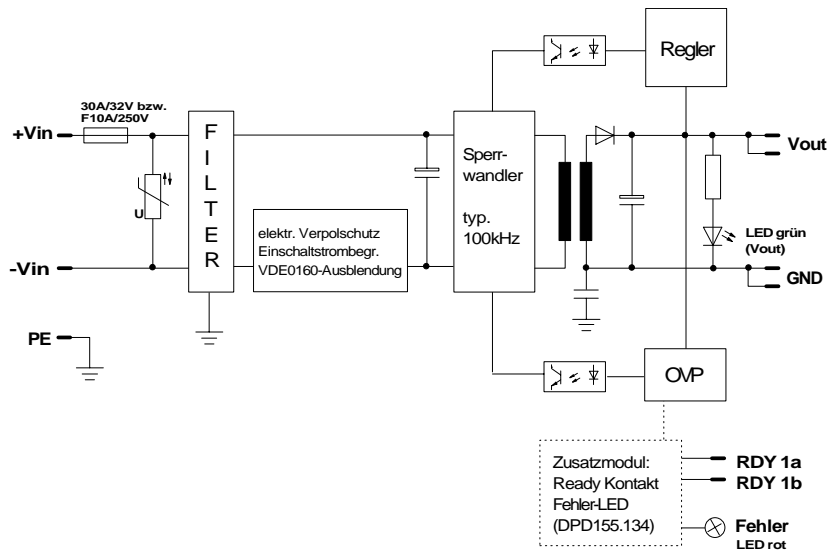 Regler
30A/32V bzw.
F10A/250V
+Vin
FILTER
Sperr-
wandler
typ.
100kHz
Vout
U
elektr. Verpolschutz
Einschaltstrombegr.
VDE0160-Ausblendung
LED grün
(Vout)
-Vin
GND
PE
OVP
Zusatzmodul:
Ready Kontakt
Fehler-LED
(DPD155.134)
RDY 1a
RDY 1b
Fehler
LED rot